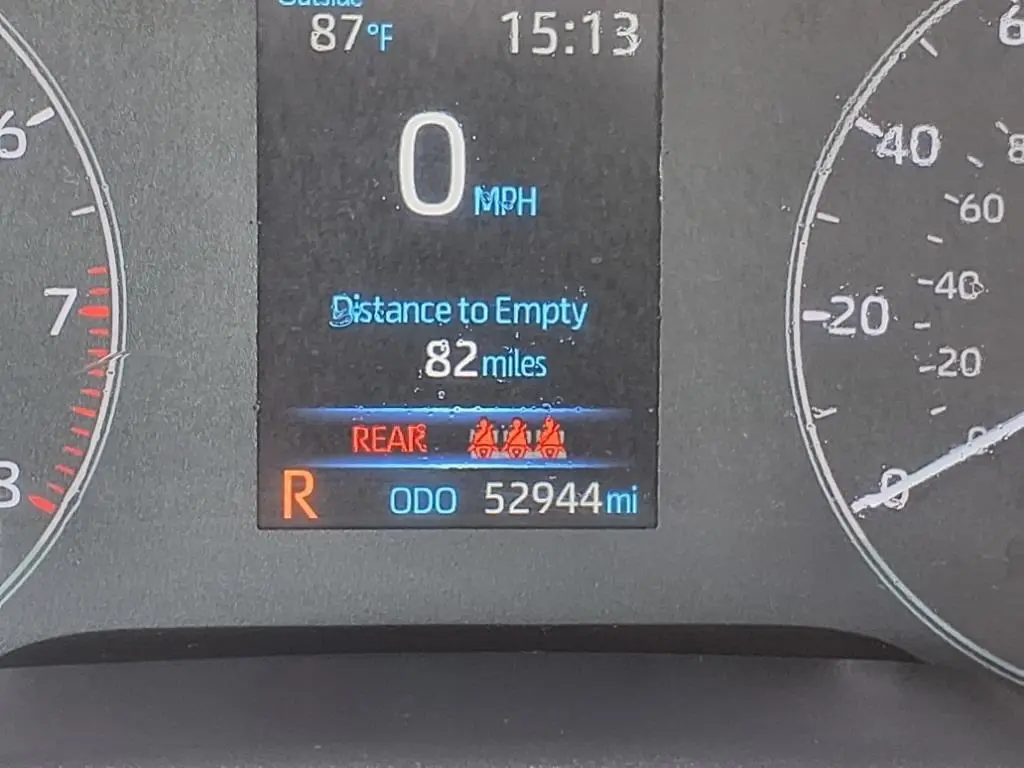 Outside
87°F 15:13
0 MPH
Distance to Empty
82 miles
REAR
R ODO 52944 mi
6
7
8
40
20
0
60
40
20